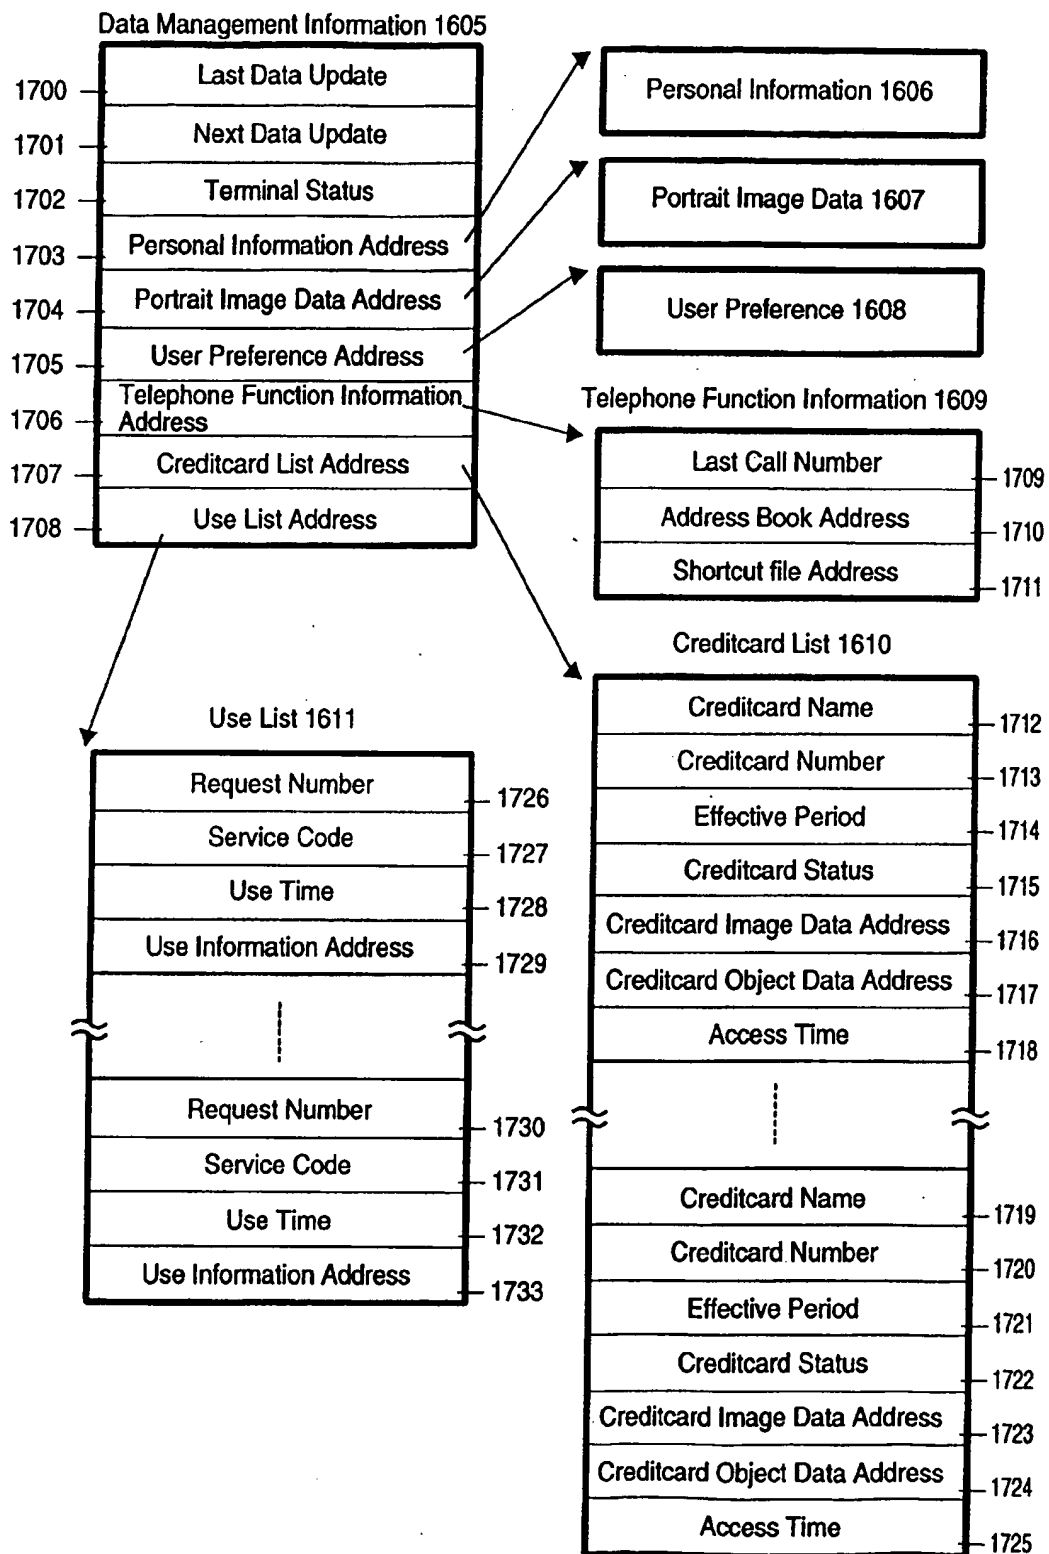 Data Management Information 1605
Last Data Update
1700
Next Data Update
1701
Terminal Status
1702
Personal Information Address
1703
Portrait Image Data Address
1704
User Preference Address
1705
Telephone Function Information
Address
1706
Creditcard List Address
1707
Use List Address
1708
Personal Information 1606
Portrait Image Data 1607
User Preference 1608
Telephone Function Information 1609
Last Call Number
1709
Address Book Address
1710
Shortcut file Address
1711
Creditcard List 1610
Creditcard Name
1712
Creditcard Number
1713
Effective Period
1714
Creditcard Status
1715
Creditcard Image Data Address
1716
Creditcard Object Data Address
1717
Access Time
1718
Creditcard Name
1719
Creditcard Number
1720
Effective Period
1721
Creditcard Status
1722
Creditcard Image Data Address
1723
Creditcard Object Data Address
1724
Access Time
1725
Use List 1611
Request Number
1726
Service Code
1727
Use Time
1728
Use Information Address
1729
Request Number
1730
Service Code
1731
Use Time
1732
Use Information Address
1733